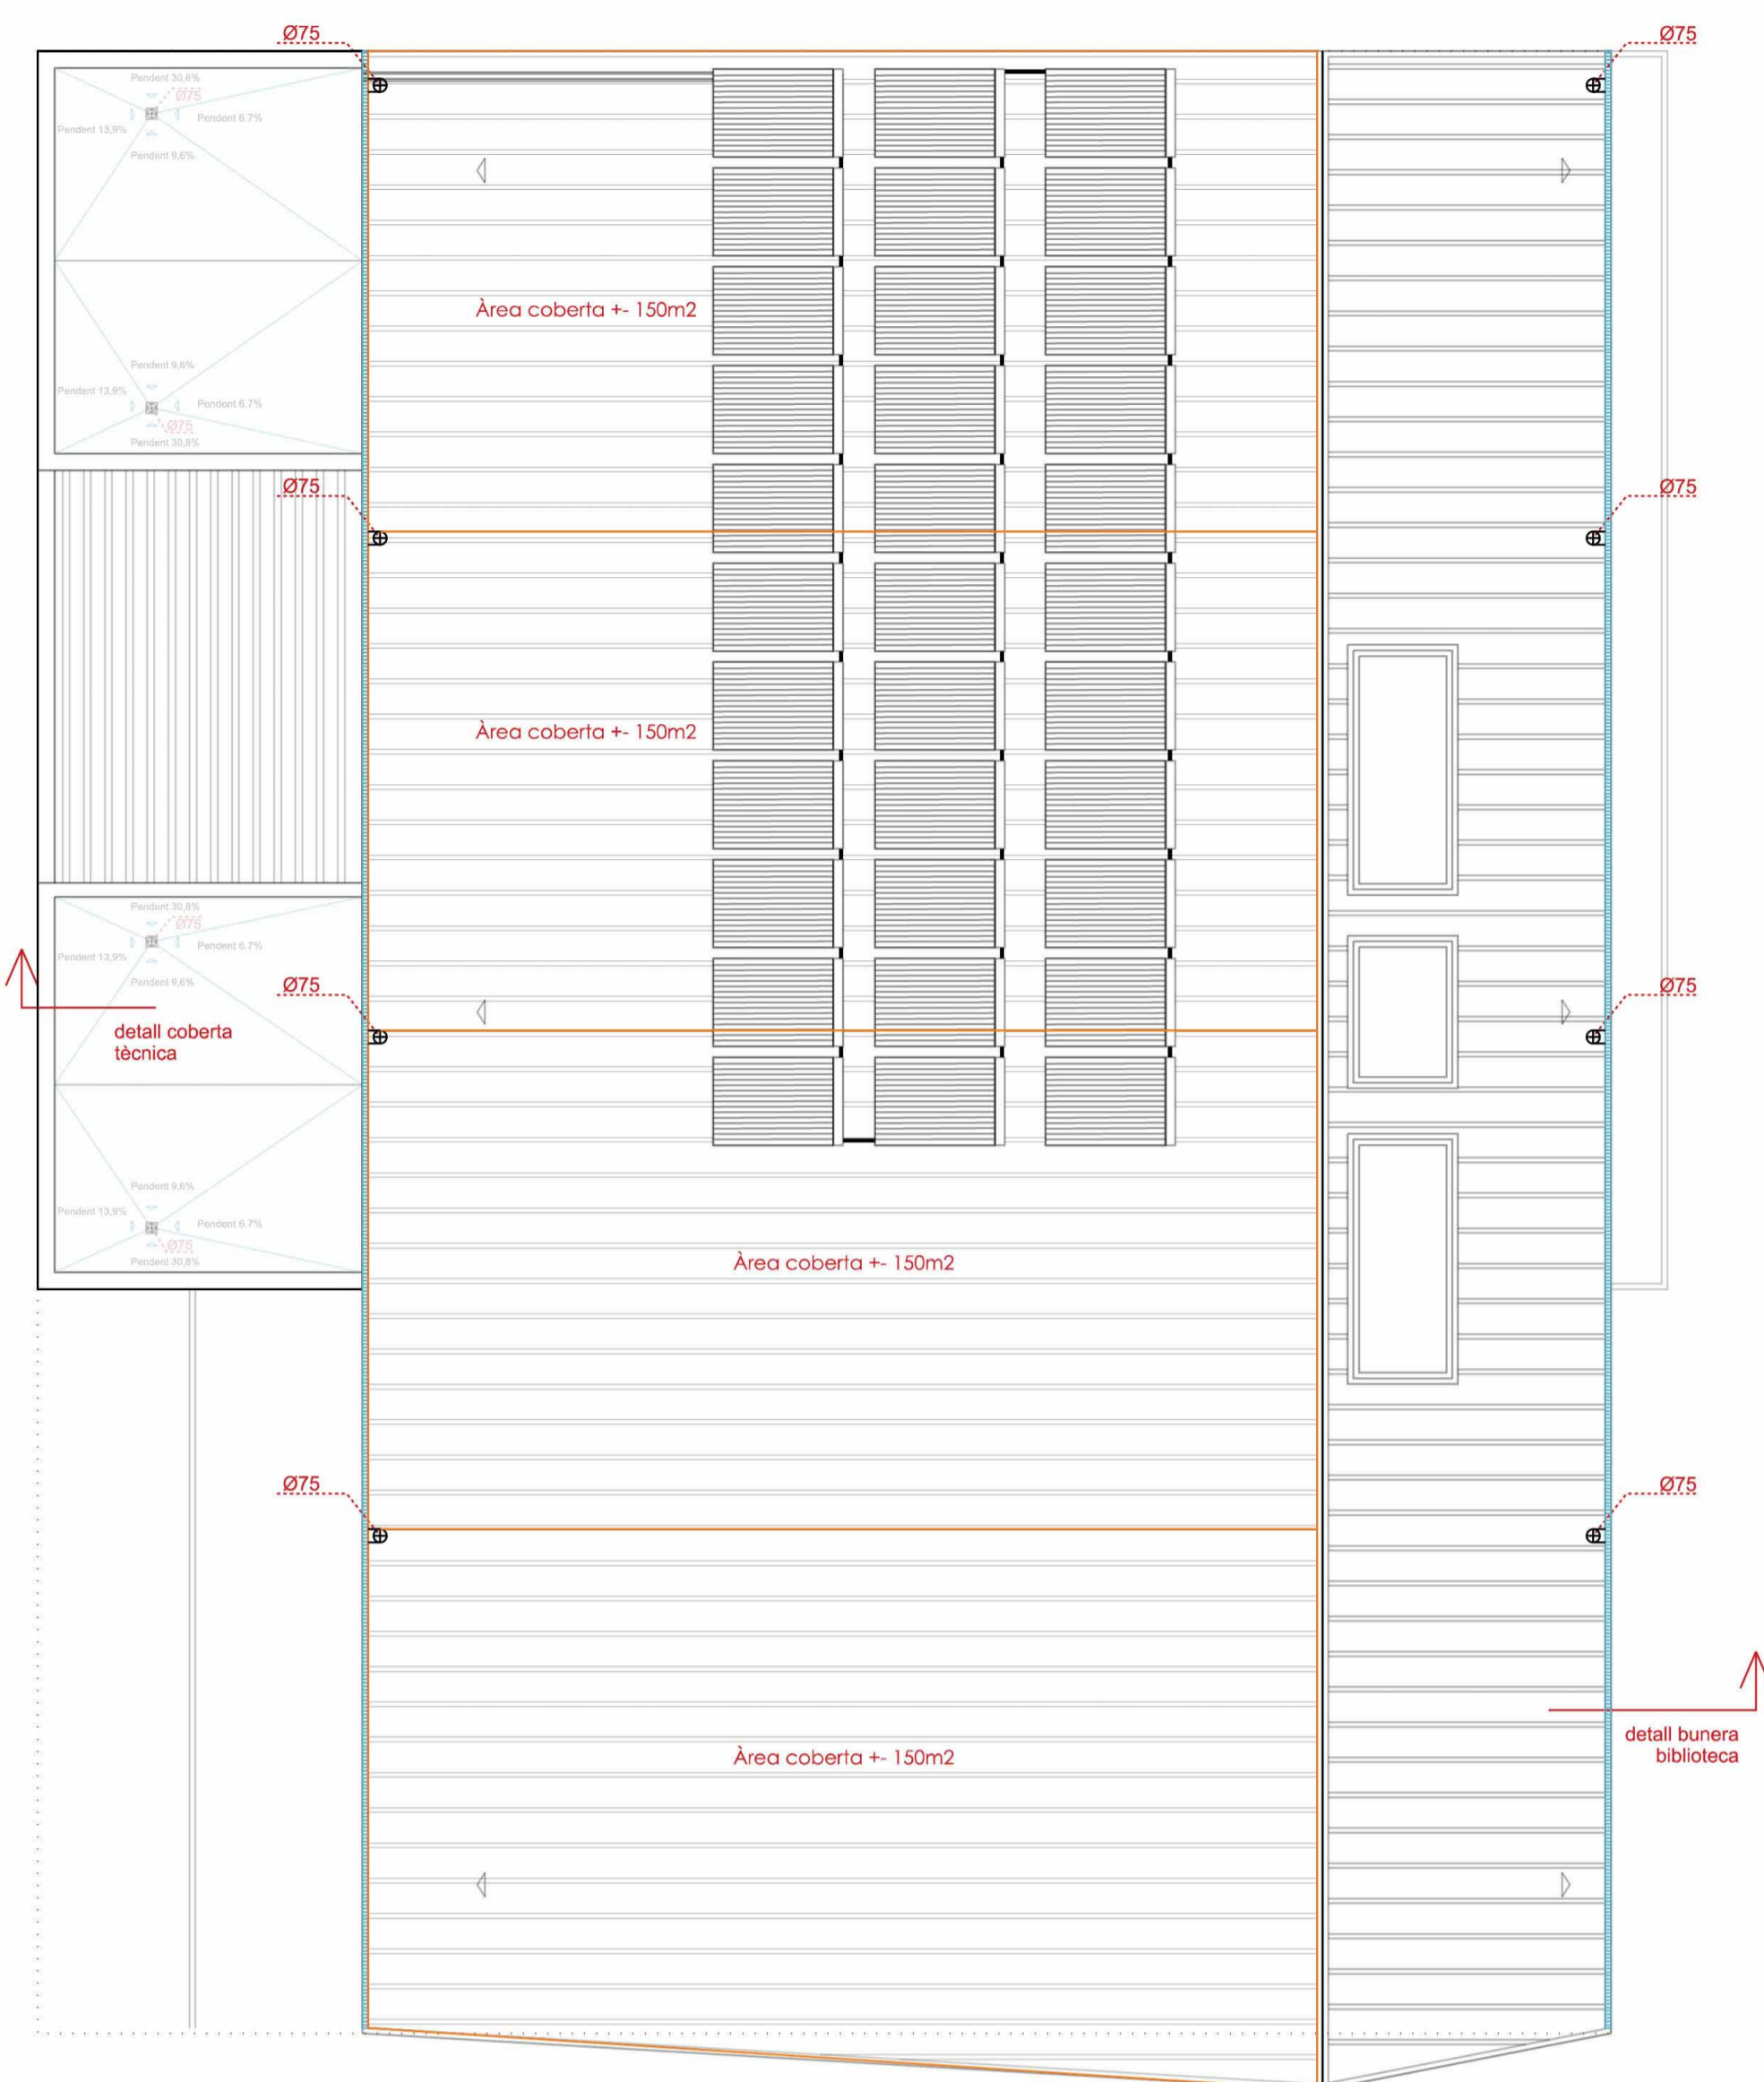 Ø75
Ø75
Pendent 30,8%
Ø75
Pendent 6.7%
Pendent 13,9%
Pendent 9,6%
Àrea coberta +- 150m2
Pendent 9,6%
Pendent 13,9%
Pendent 6.7%
Ø75
Pendent 30,8%
Ø75
Ø75
Àrea coberta +- 150m2
Pendent 30,8%
Ø75
Pendent 6.7%
Pendent 13,9%
Pendent 9,6%
Ø75
Ø75
detall coberta
tècnica
Pendent 9,6%
Pendent 13,9%
Pendent 6.7%
Ø75
Pendent 30,8%
Àrea coberta +- 150m2
Ø75
Ø75
detall bunera
biblioteca
Àrea coberta +- 150m2